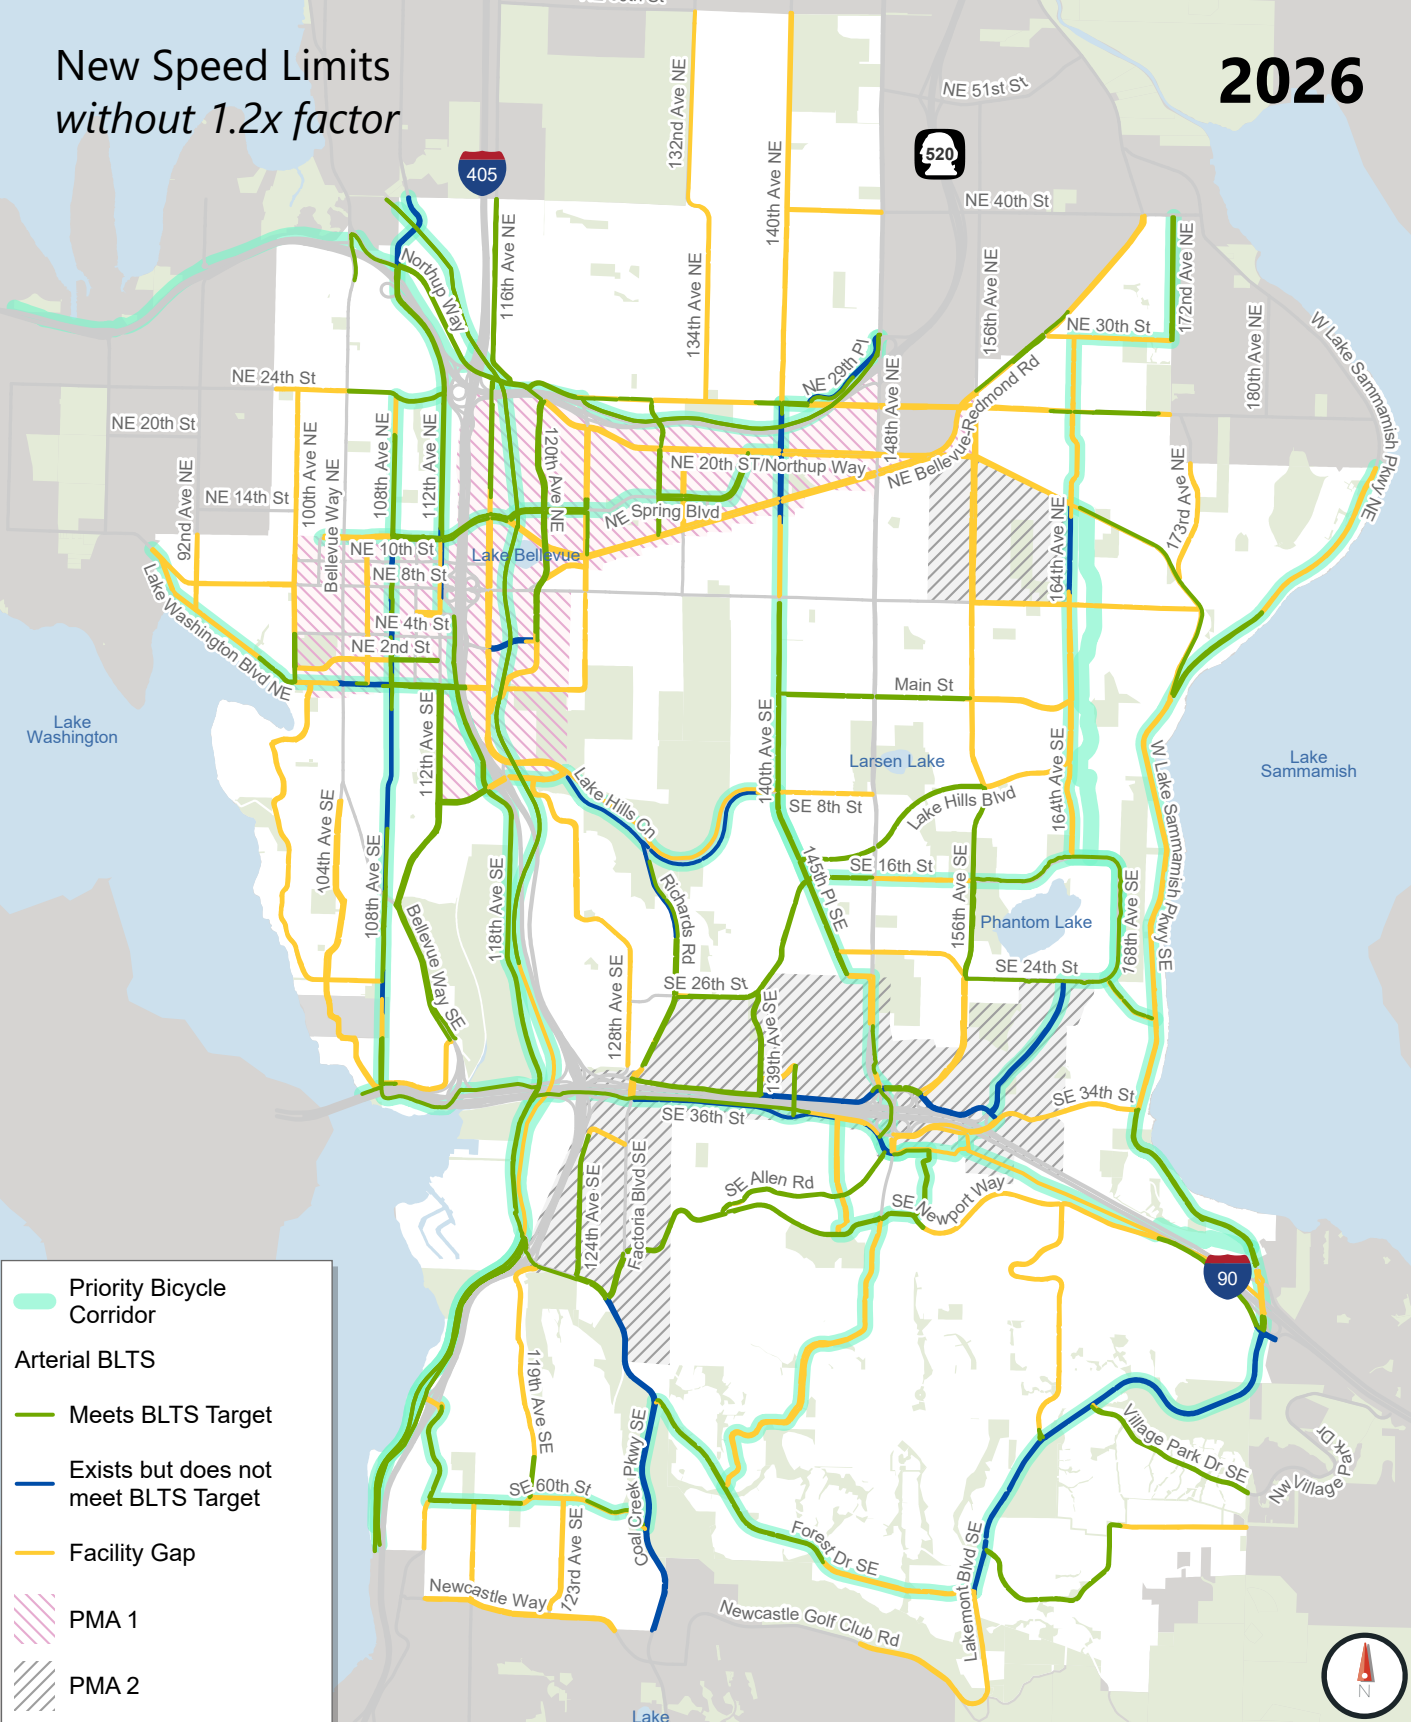 New Speed Limits
without 1.2x factor
2026
405
520
132nd Ave NE
140th Ave NE
NE 51st St
NE 40th St
116th Ave NE
Northup Way
134th Ave NE
156th Ave NE
172nd Ave NE
NE 30th St
180th Ave NE
W Lake Sammamish Pkwy NE
NE 29th Pl
148th Ave NE
NE Bellevue-Redmond Rd
NE 24th St
NE 20th St
92nd Ave NE
NE 14th St
100th Ave NE
Bellevue Way NE
108th Ave NE
112th Ave NE
120th Ave NE
NE 20th ST/Northup Way
NE Spring Blvd
173rd Ave NE
164th Ave NE
NE 10th St
Lake Bellevue
NE 8th St
NE 4th St
NE 2nd St
Lake Washington Blvd NE
Lake
Washington
Main St
112th Ave SE
140th Ave SE
Larsen Lake
164th Ave SE
W Lake Sammamish Pkwy SE
Lake
Sammamish
104th Ave SE
108th Ave SE
Lake Hills Cn
SE 8th St
Lake Hills Blvd
145th Pl SE
SE 16th St
156th Ave SE
Phantom Lake
168th Ave SE
118th Ave SE
Bellevue Way SE
Richards Rd
128th Ave SE
SE 26th St
139th Ave SE
SE 24th St
SE 34th St
SE 36th St
124th Ave SE
Factoria Blvd SE
SE Allen Rd
SE Newport Way
90
119th Ave SE
SE 60th St
Coal Creek Pkwy SE
123rd Ave SE
Newcastle Way
Forest Dr SE
Newcastle Golf Club Rd
Lakemont Blvd SE
Village Park Dr SE
Nw Village Park Dr
Lake
Priority Bicycle
Corridor
Arterial BLTS
Meets BLTS Target
Exists but does not
meet BLTS Target
Facility Gap
PMA 1
PMA 2
N